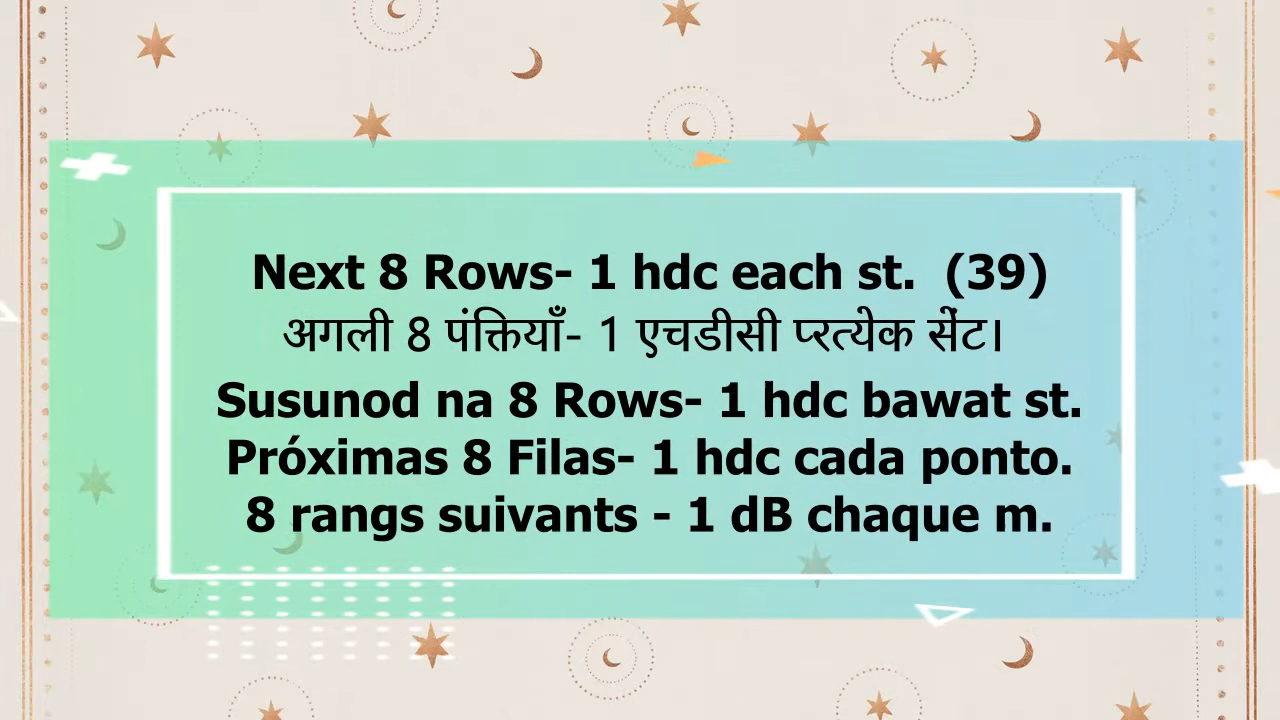 Next 8 Rows- 1 hdc each st.  (39)
अगली 8 पंक्तियाँ- 1 एचडीसी प्रत्येक सेंट।
Susunod na 8 Rows- 1 hdc bawat st.
Próximas 8 Filas- 1 hdc cada ponto.
8 rangs suivants - 1 dB chaque m.